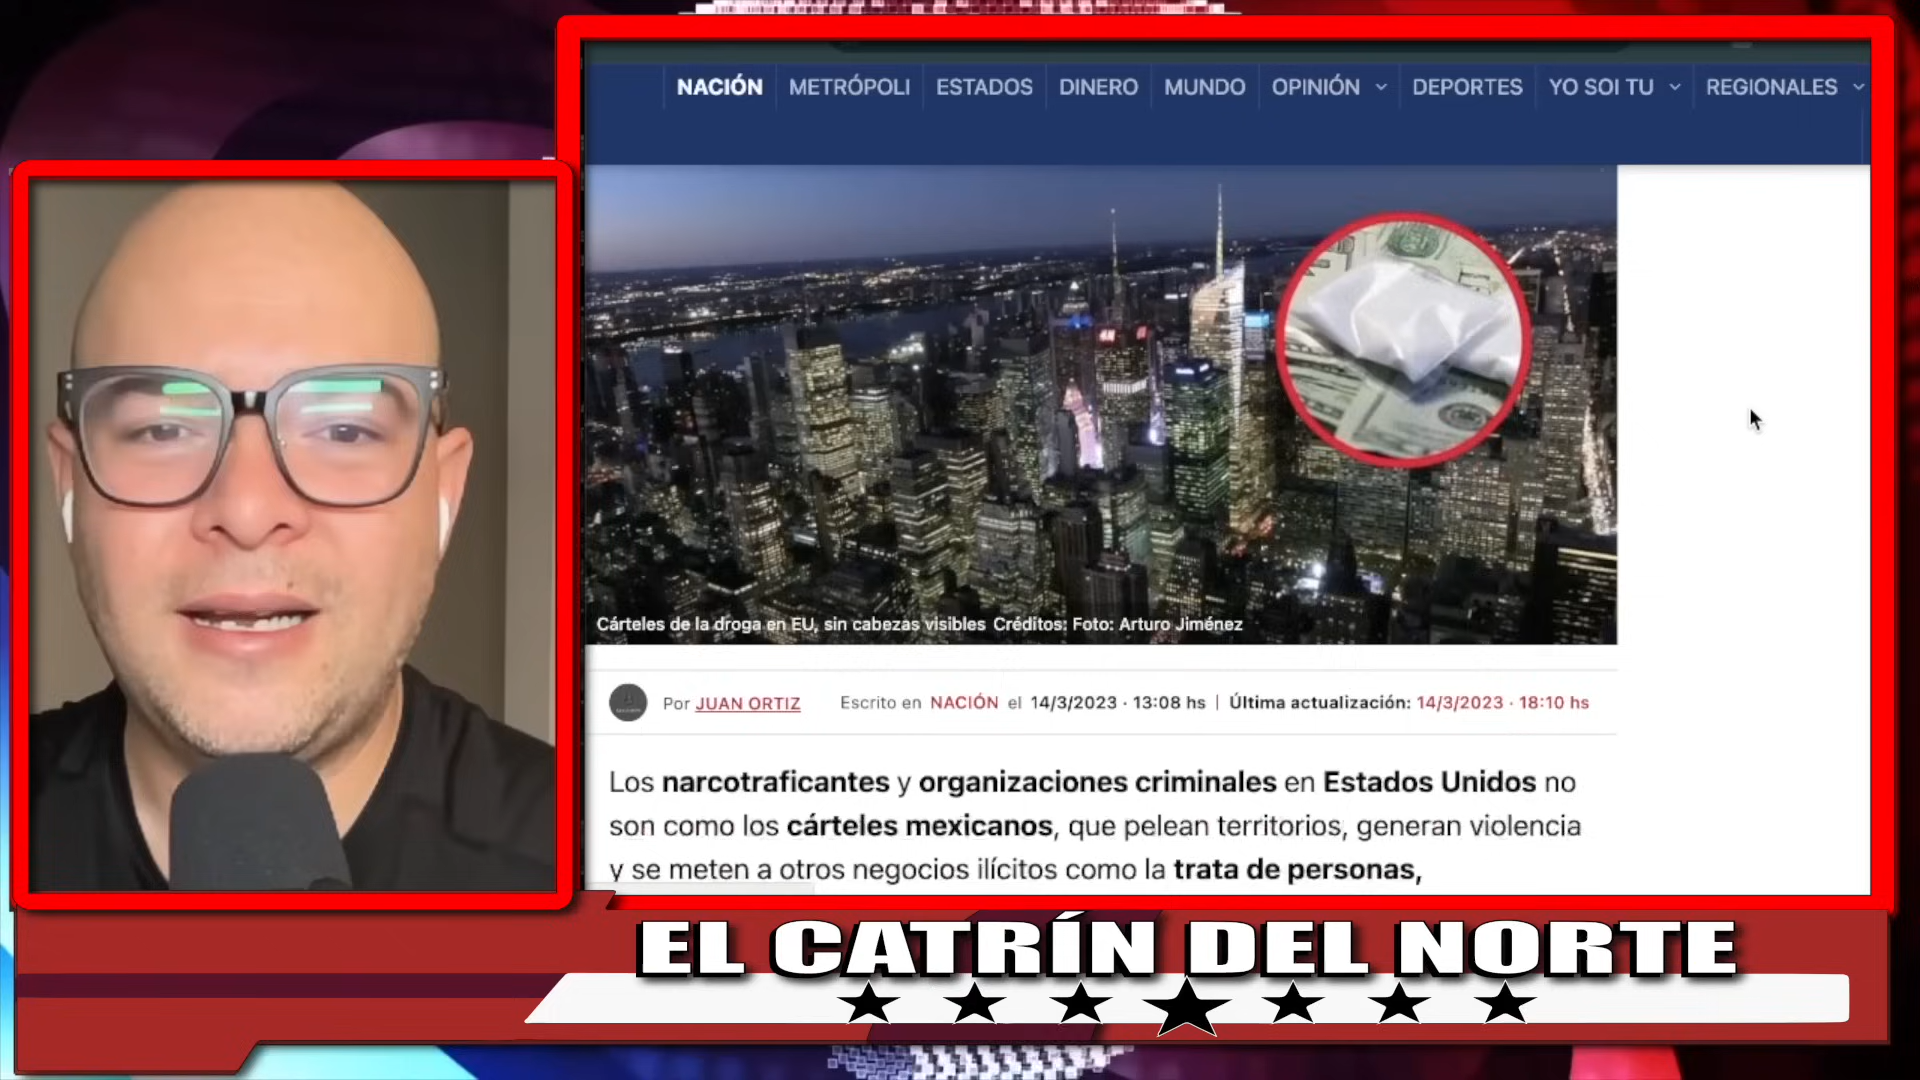 NACIÓN METRÓPOLI ESTADOS DINERO MUNDO OPINIÓN DEPORTES YO SOI TU REGIONALES
Cárteles de la droga en EU, sin cabezas visibles Créditos: Foto: Arturo Jiménez
Por JUAN ORTIZ Escrito en NACIÓN el 14/3/2023 · 13:08 hs | Última actualización: 14/3/2023 · 18:10 hs
Los narcotraficantes y organizaciones criminales en Estados Unidos no
son como los cárteles mexicanos, que pelean territorios, generan violencia
y se meten a otros negocios ilícitos como la trata de personas,
EL CATRÍN DEL NORTE